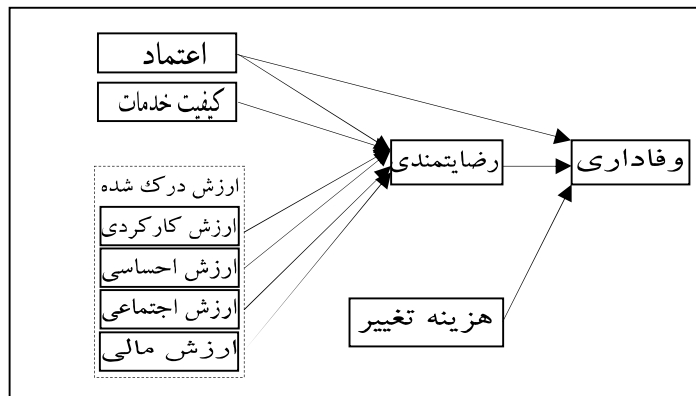 اعتماد
کیفیت خدمات
ارزش درک شده
ارزش کارکردی
ارزش احساسی
ارزش اجتماعی
ارزش مالی
رضایتمندی
وفاداری
هزینه تغییر